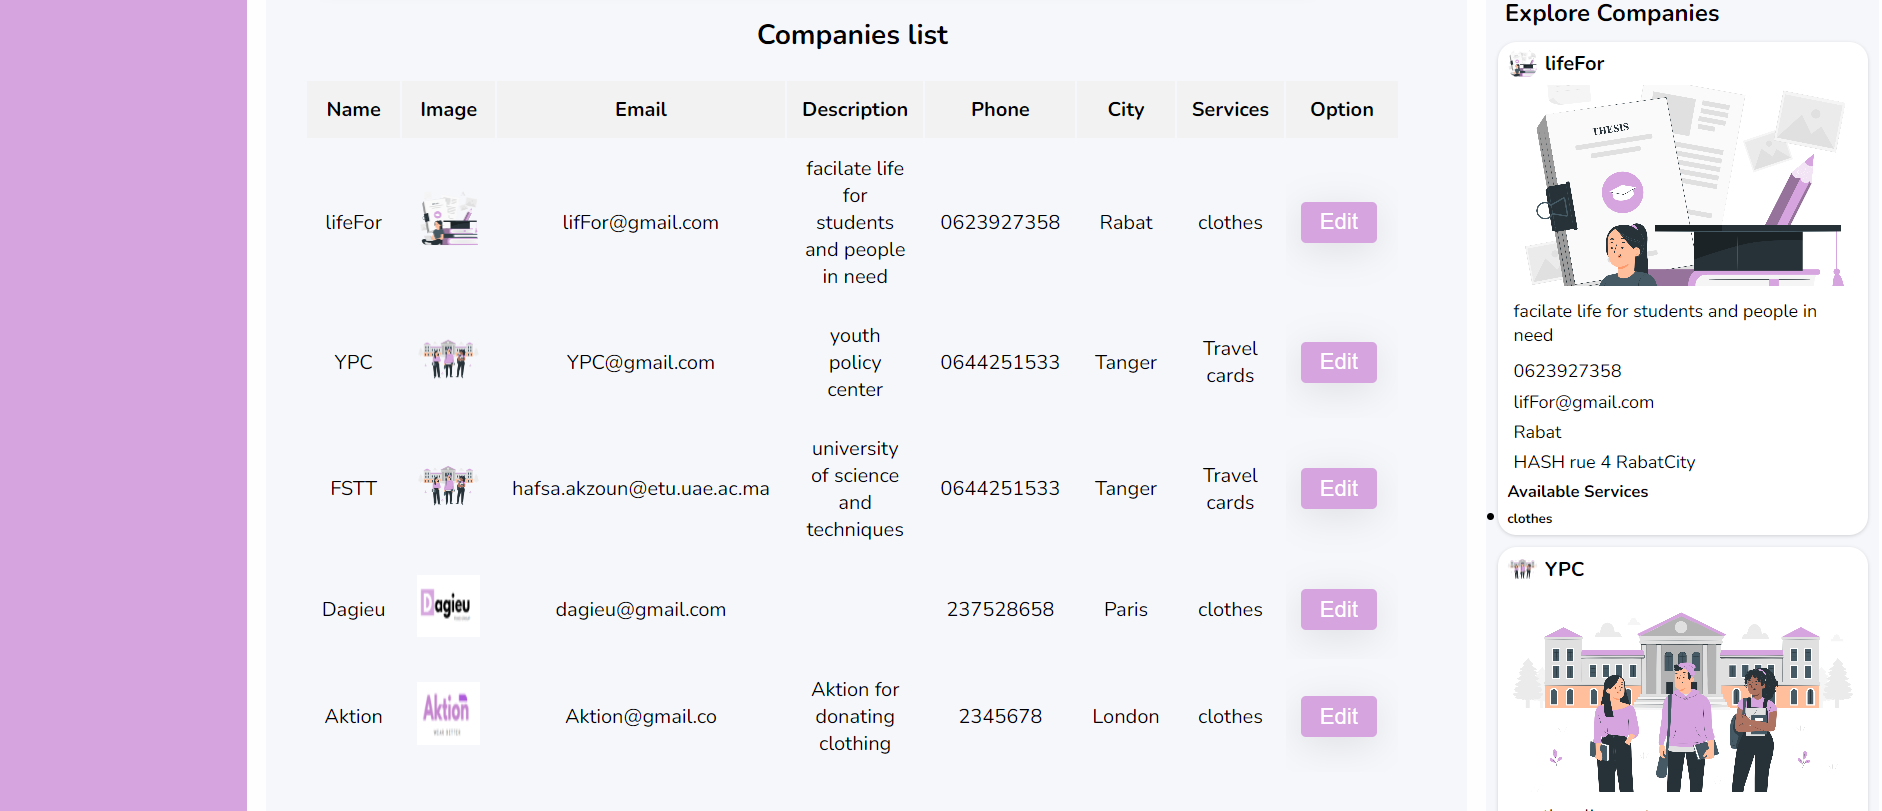 Companies list
Name Image Email Description Phone City Services Option
lifeFor lifFor@gmail.com facilate life for students and people in need 0623927358 Rabat clothes Edit
YPC YPC@gmail.com youth policy center 0644251533 Tanger Travel cards Edit
FSTT hafsa.akzoun@etu.uae.ac.ma university of science and techniques 0644251533 Tanger Travel cards Edit
Dagieu Dagieu dagieu@gmail.com 237528658 Paris clothes Edit
Aktion Aktion Aktion@gmail.co Aktion for donating clothing 2345678 London clothes Edit
Explore Companies
lifeFor
THESIS
facilate life for students and people in
need
0623927358
lifFor@gmail.com
Rabat
HASH rue 4 RabatCity
Available Services
clothes
YPC